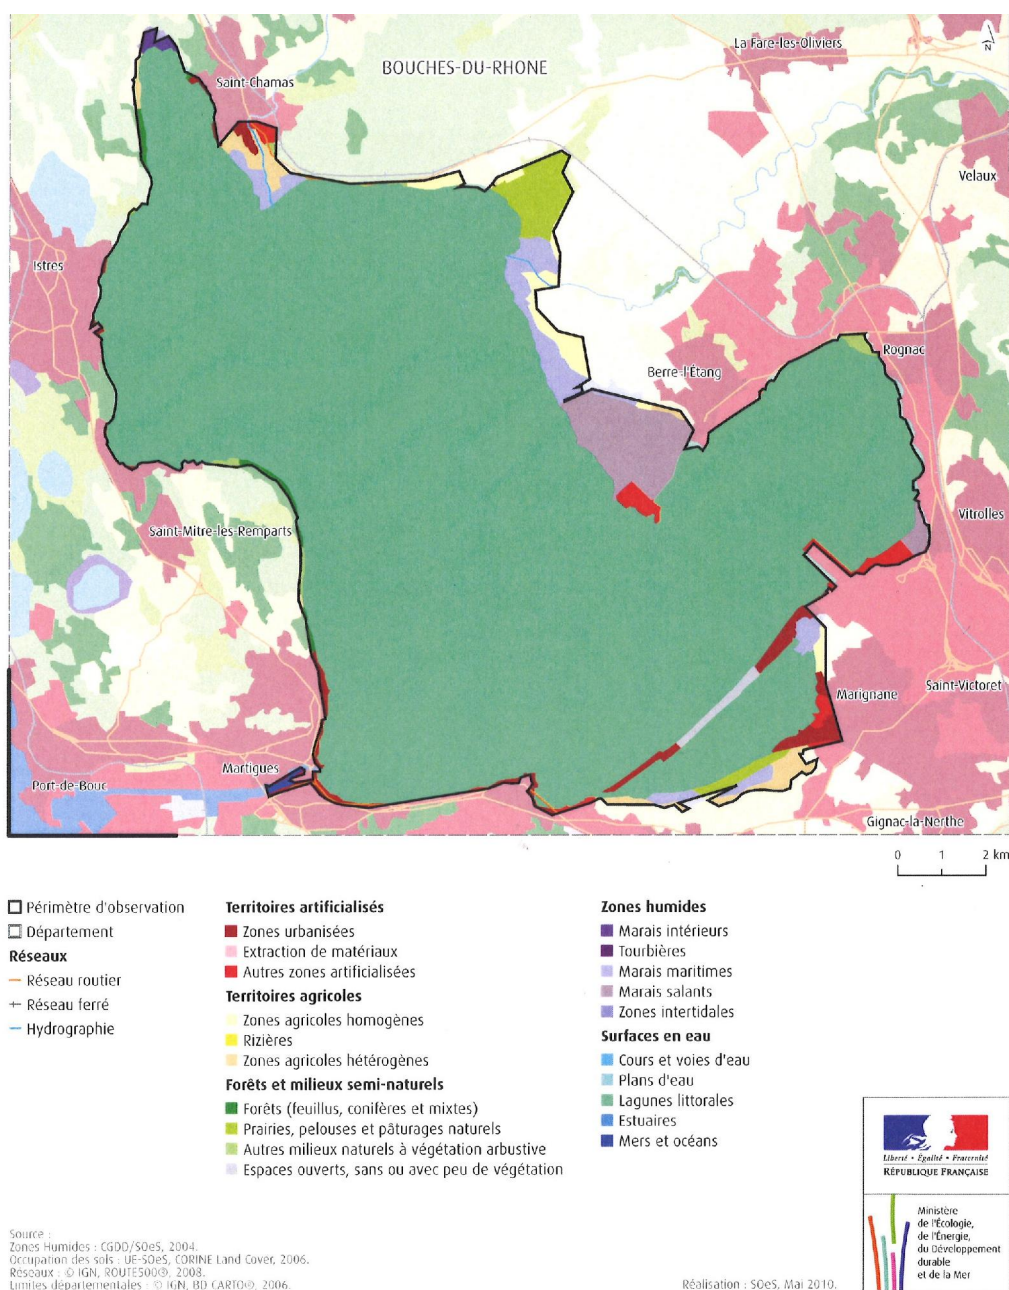 La Fare-les-Oliviers
N
BOUCHES-DU-RHONE
Saint-Chamas
Velaux
Istres
Rognac
Berre-l'Étang
Vitrolles
Saint-Mitre-les-Remparts
Saint-Victoret
Marignane
Martigues
Port-de-Bouc
Gignac-la-Nerthe
0 1 2 km
Périmètre d'observation
Département
Réseaux
Réseau routier
Réseau ferré
Hydrographie
Territoires artificialisés
Zones urbanisées
Extraction de matériaux
Autres zones artificialisées
Territoires agricoles
Zones agricoles homogènes
Rizières
Zones agricoles hétérogènes
Forêts et milieux semi-naturels
Forêts (feuillus, conifères et mixtes)
Prairies, pelouses et pâturages naturels
Autres milieux naturels à végétation arbustive
Espaces ouverts, sans ou avec peu de végétation
Zones humides
Marais intérieurs
Tourbières
Marais maritimes
Marais salants
Zones intertidales
Surfaces en eau
Cours et voies d'eau
Plans d'eau
Lagunes littorales
Estuaires
Mers et océans
Liberté • Égalité • Fraternité
RÉPUBLIQUE FRANÇAISE
Ministère
de l'Écologie,
de l'Énergie,
du Développement
durable
et de la Mer
Source :
Zones Humides : CGDD/SOeS, 2004.
Occupation des sols : UE-SOeS, CORINE Land Cover, 2006.
Réseaux : © IGN, ROUTE500®, 2008.
Limites départementales : © IGN, BD CARTO®, 2006.
Réalisation : SOeS, Mai 2010.